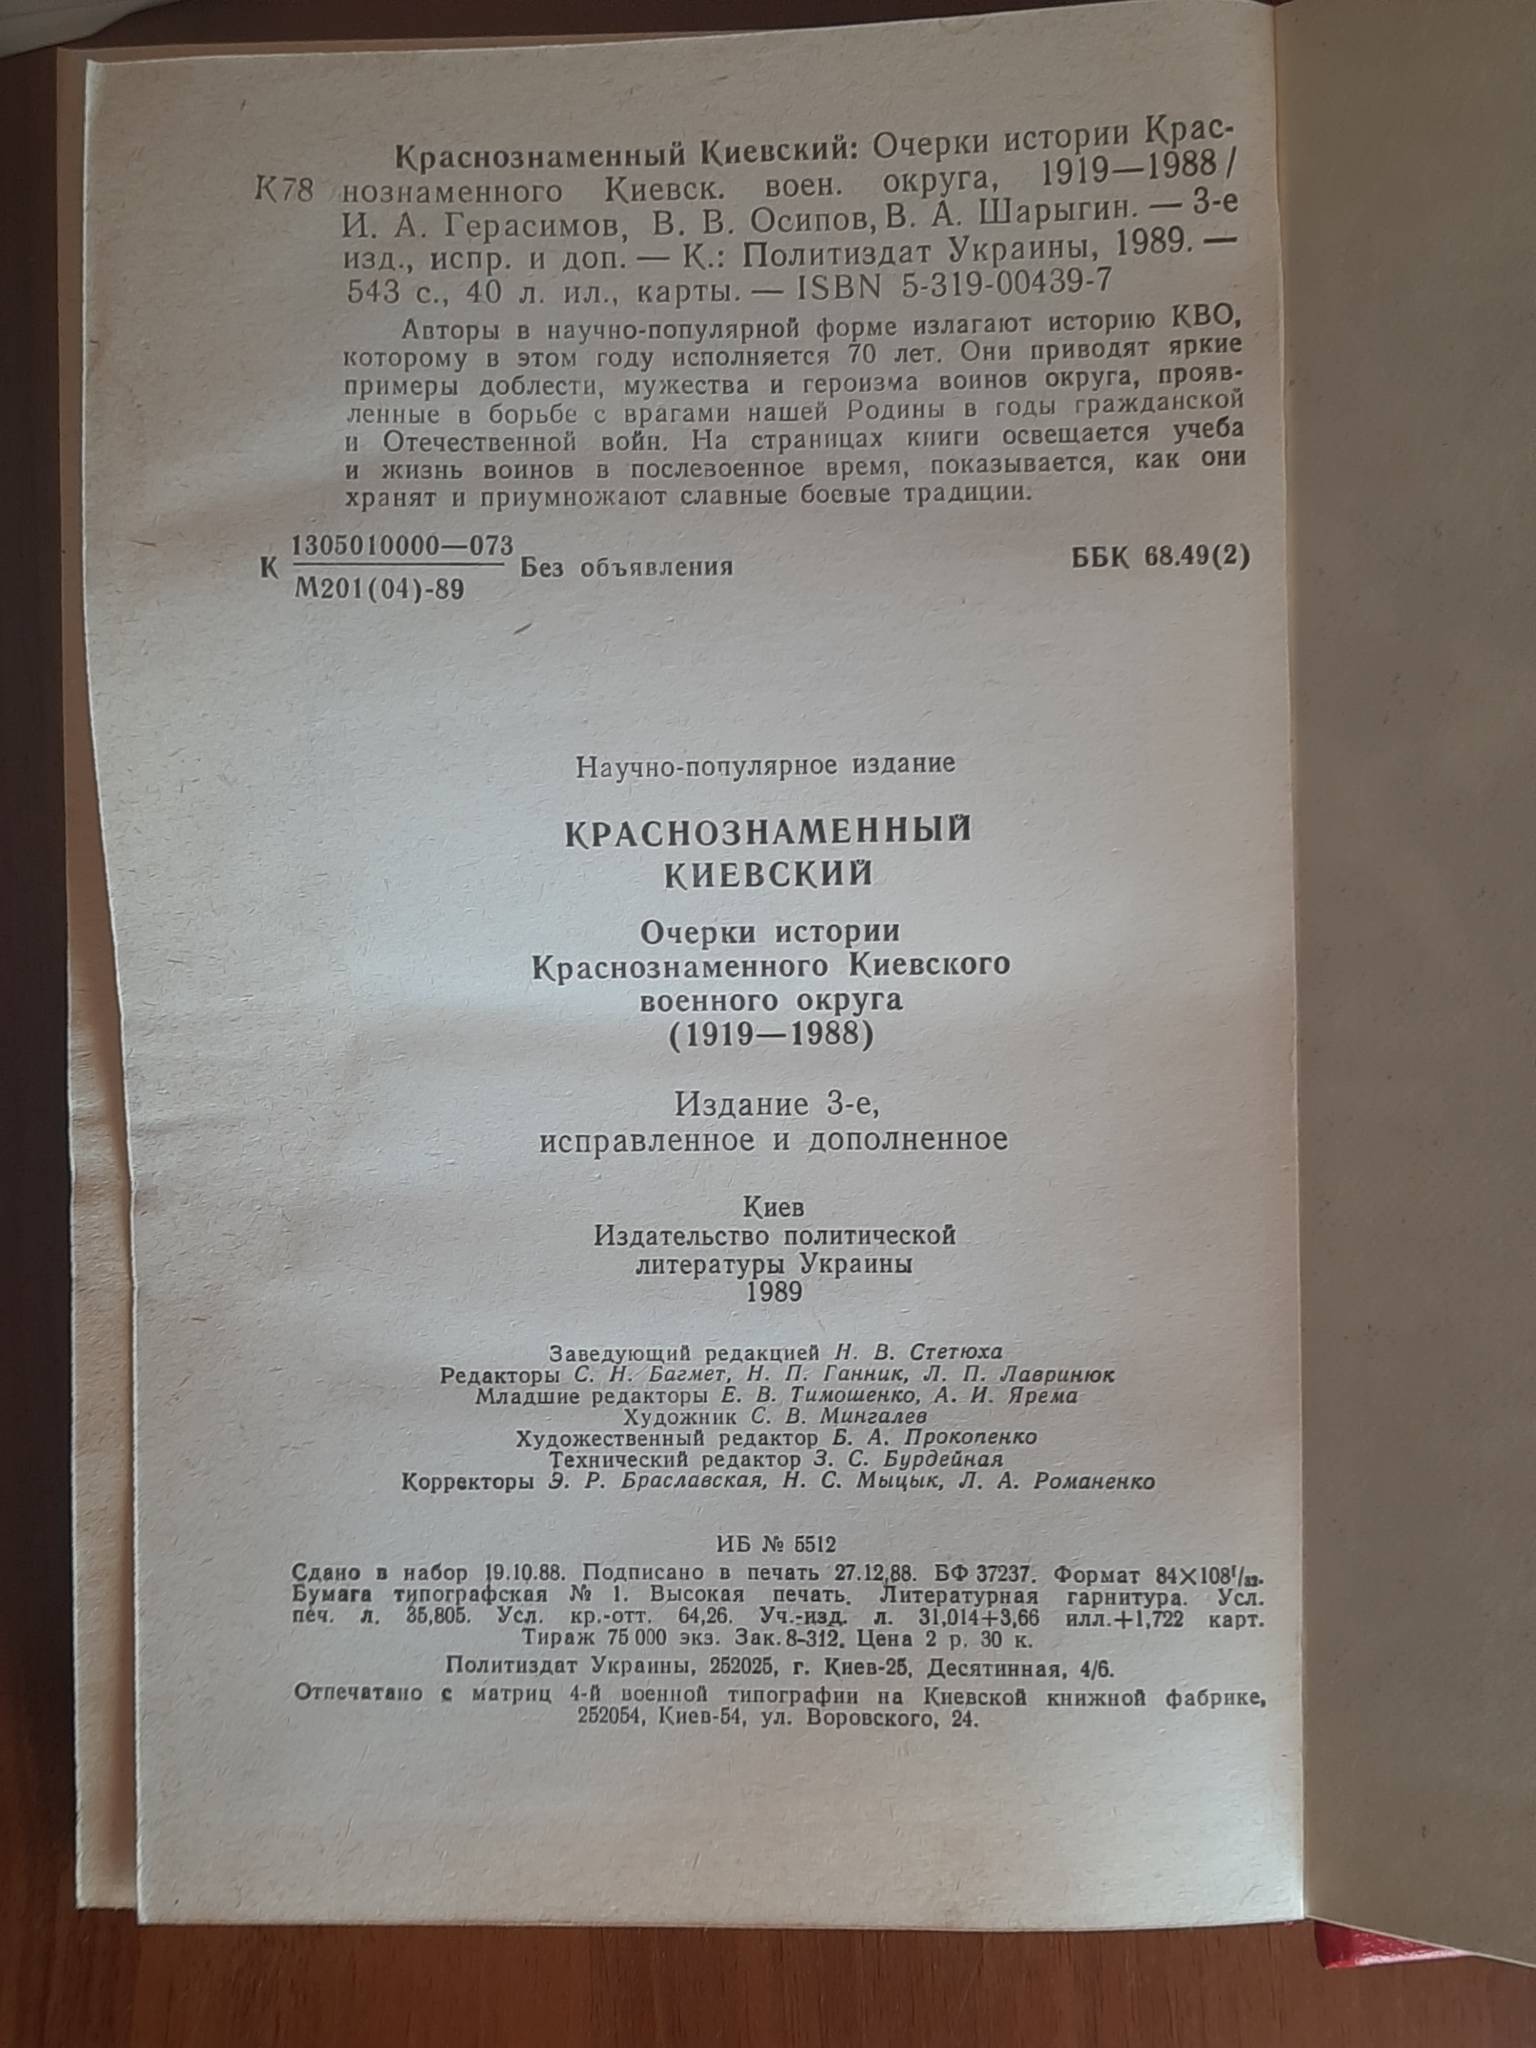 Краснознаменный Киевский: Очерки истории Крас-
К78 нознаменного Киевск. воен. округа, 1919—1988 /
И. А. Герасимов, В. В. Осипов, В. А. Шарыгин. — 3-е
изд., испр. и доп. — К.: Политиздат Украины, 1989. —
543 с., 40 л. ил., карты. — ISBN 5-319-00439-7
Авторы в научно-популярной форме излагают историю КВО,
которому в этом году исполняется 70 лет. Они приводят яркие
примеры доблести, мужества и героизма воинов округа, прояв-
ленные в борьбе с врагами нашей Родины в годы гражданской
и Отечественной войн. На страницах книги освещается учеба
и жизнь воинов в послевоенное время, показывается, как они
хранят и приумножают славные боевые традиции.
1305010000—073
К Без объявления ББК 68.49(2)
М201(04)-89
Научно-популярное издание
КРАСНОЗНАМЕННЫЙ
КИЕВСКИЙ
Очерки истории
Краснознаменного Киевского
военного округа
(1919—1988)
Издание 3-е,
исправленное и дополненное
Киев
Издательство политической
литературы Украины
1989
Заведующий редакцией Н. В. Стетюха
Редакторы С. Н. Багмет, Н. П. Ганник, Л. П. Лавринюк
Младшие редакторы Е. В. Тимошенко, А. И. Ярема
Художник С. В. Мингалев
Художественный редактор Б. А. Прокопенко
Технический редактор З. С. Бурдейная
Корректоры Э. Р. Браславская, Н. С. Мыцык, Л. А. Романенко
ИБ № 5512
Сдано в набор 19.10.88. Подписано в печать 27.12.88. БФ 37237. Формат 84×108¹/₃₂.
Бумага типографская № 1. Высокая печать. Литературная гарнитура. Усл.
печ. л. 35,805. Усл. кр.-отт. 64,26. Уч.-изд. л. 31,014+3,66 илл.+1,722 карт.
Тираж 75 000 экз. Зак. 8-312. Цена 2 р. 30 к.
Политиздат Украины, 252025, г. Киев-25, Десятинная, 4/6.
Отпечатано с матриц 4-й военной типографии на Киевской книжной фабрике,
252054, Киев-54, ул. Воровского, 24.